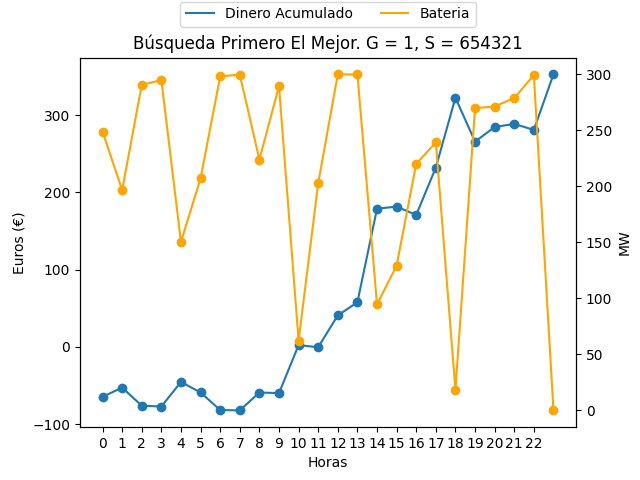 Dinero Acumulado Bateria
Búsqueda Primero El Mejor. G = 1, S = 654321
300
200
100
0
−100
Euros (€)
300
250
200
150
100
50
0
MW
0 1 2 3 4 5 6 7 8 9 10 11 12 13 14 15 16 17 18 19 20 21 22
Horas